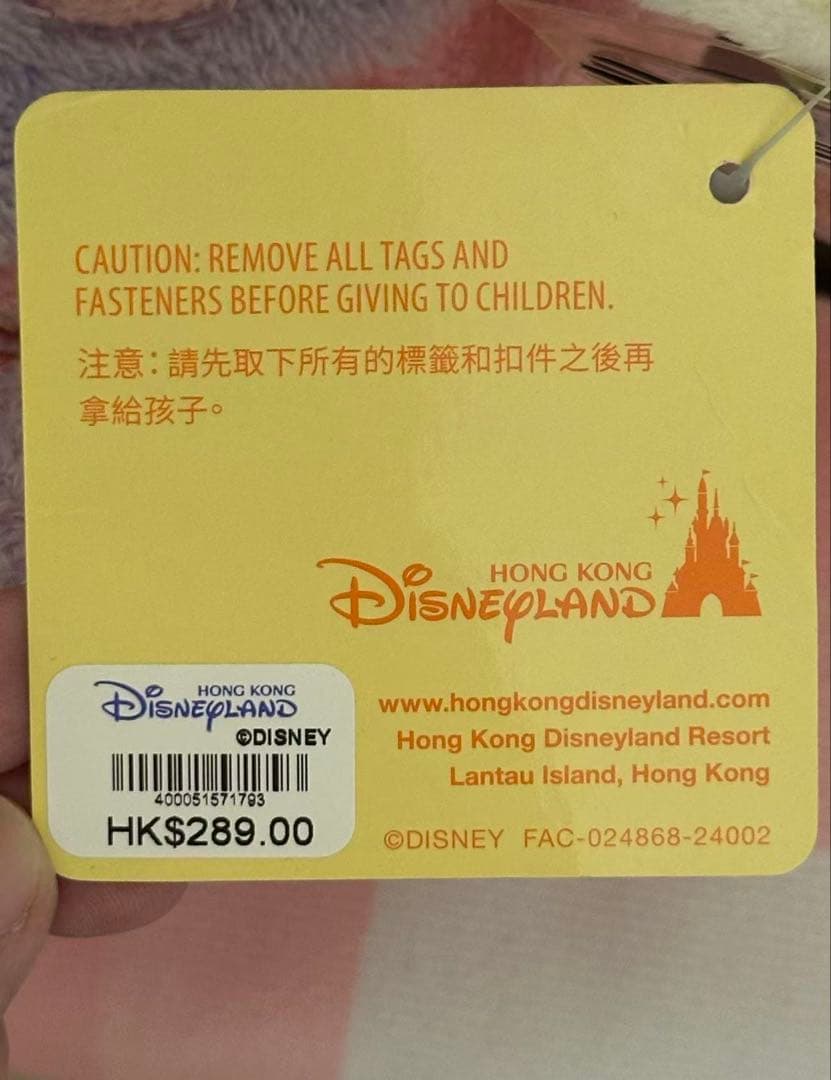 CAUTION: REMOVE ALL TAGS AND
FASTENERS BEFORE GIVING TO CHILDREN.
注意：請先取下所有的標籤和扣件之後再
拿給孩子。
HONG KONG
DISNEYLAND
HONG KONG
DISNEYLAND
©DISNEY
400051571793
HK$289.00
www.hongkongdisneyland.com
Hong Kong Disneyland Resort
Lantau Island, Hong Kong
©DISNEY FAC-024868-24002